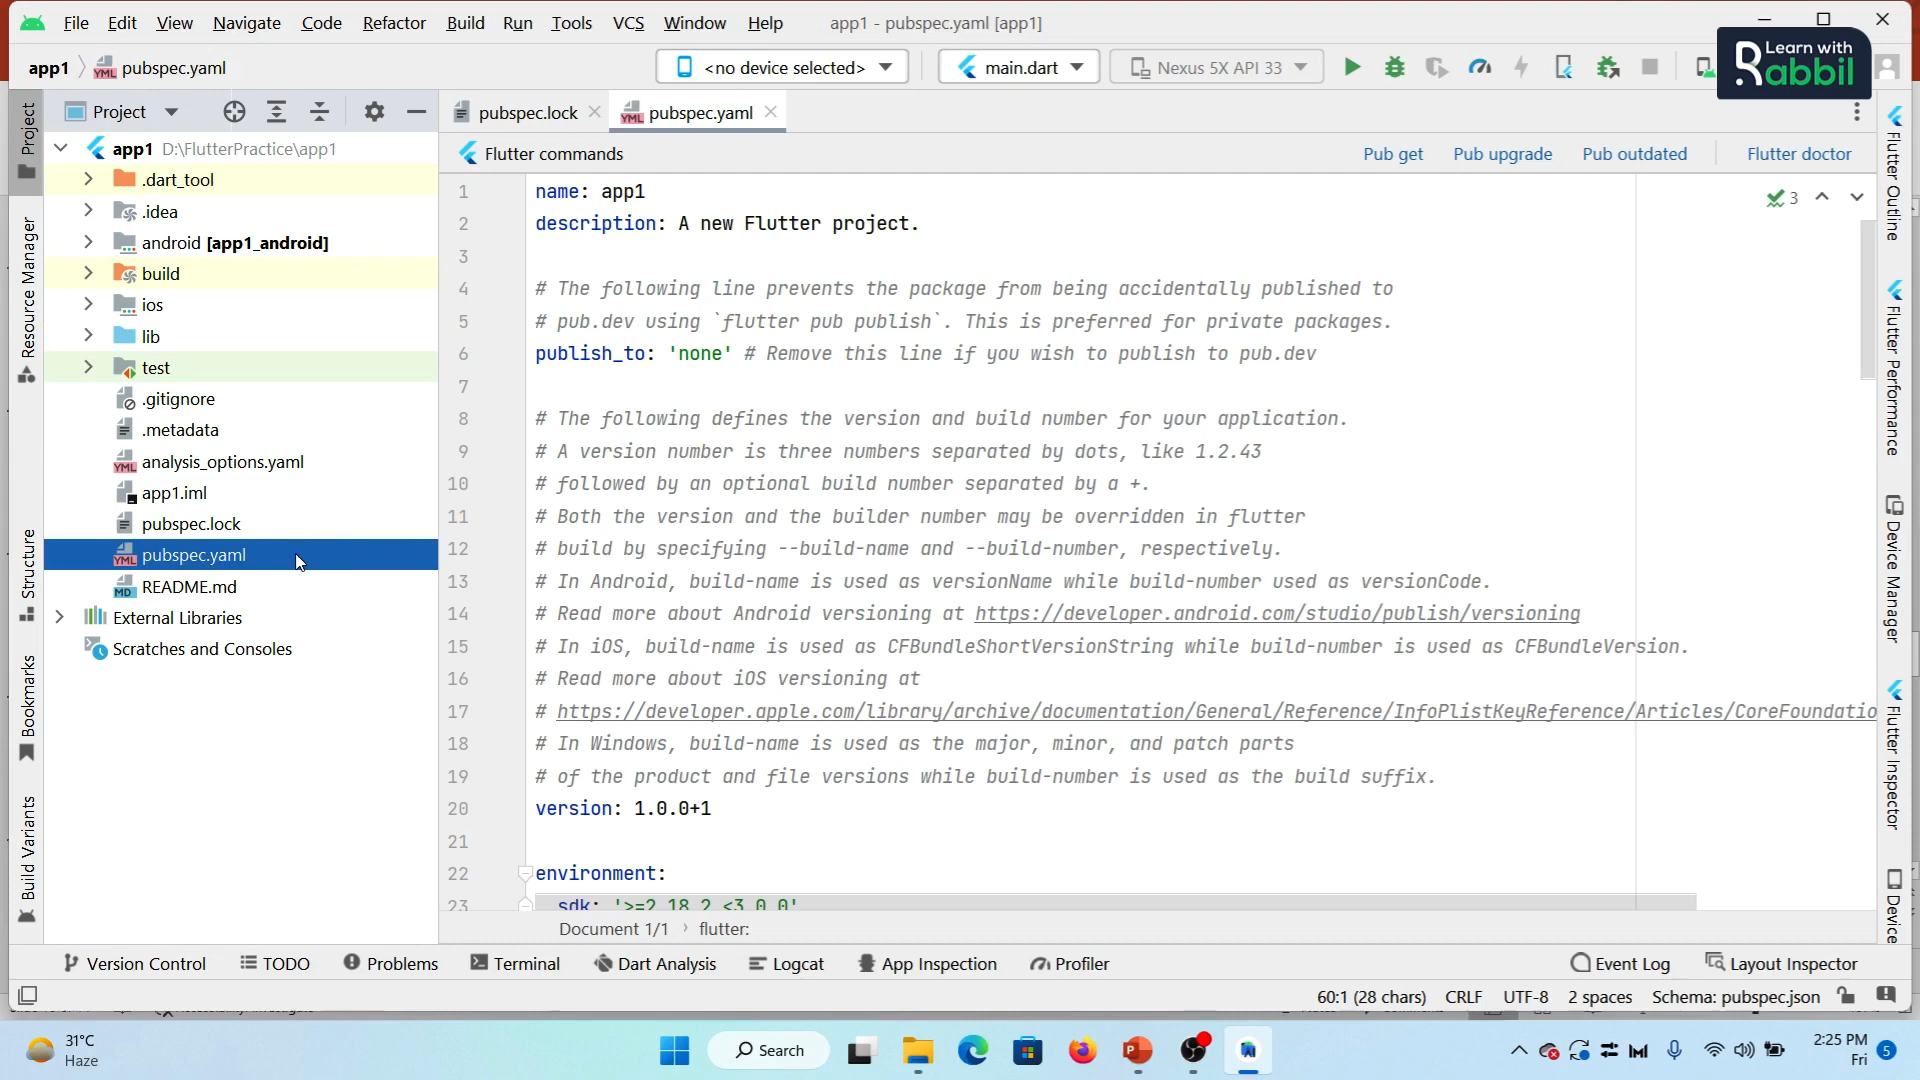 File Edit View Navigate Code Refactor Build Run Tools VCS Window Help app1 - pubspec.yaml [app1]
app1 pubspec.yaml <no device selected> main.dart Nexus 5X API 33
Learn with
Rabbil
Project
pubspec.lock pubspec.yaml
app1 D:\FlutterPractice\app1
.dart_tool
.idea
android [app1_android]
build
ios
lib
test
.gitignore
.metadata
analysis_options.yaml
app1.iml
pubspec.lock
pubspec.yaml
README.md
External Libraries
Scratches and Consoles
Project
Resource Manager
Structure
Bookmarks
Build Variants
Flutter commands Pub get Pub upgrade Pub outdated Flutter doctor
3
1 name: app1
2 description: A new Flutter project.
3
4 # The following line prevents the package from being accidentally published to
5 # pub.dev using `flutter pub publish`. This is preferred for private packages.
6 publish_to: 'none' # Remove this line if you wish to publish to pub.dev
7
8 # The following defines the version and build number for your application.
9 # A version number is three numbers separated by dots, like 1.2.43
10 # followed by an optional build number separated by a +.
11 # Both the version and the builder number may be overridden in flutter
12 # build by specifying --build-name and --build-number, respectively.
13 # In Android, build-name is used as versionName while build-number used as versionCode.
14 # Read more about Android versioning at https://developer.android.com/studio/publish/versioning
15 # In iOS, build-name is used as CFBundleShortVersionString while build-number is used as CFBundleVersion.
16 # Read more about iOS versioning at
17 # https://developer.apple.com/library/archive/documentation/General/Reference/InfoPlistKeyReference/Articles/CoreFoundatio
18 # In Windows, build-name is used as the major, minor, and patch parts
19 # of the product and file versions while build-number is used as the build suffix.
20 version: 1.0.0+1
21
22 environment:
23 sdk: '>=2.18.2 <3.0.0'
Document 1/1 flutter:
Flutter Outline
Flutter Performance
Device Manager
Flutter Inspector
Device
Version Control TODO Problems Terminal Dart Analysis Logcat App Inspection Profiler Event Log Layout Inspector
60:1 (28 chars) CRLF UTF-8 2 spaces Schema: pubspec.json
31°C
Haze
Search
2:25 PM
Fri
5